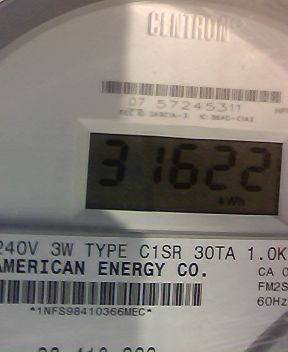 CENTRON®
07 57245311
31622
kWh
240V 3W TYPE C1SR 30TA 1.0K
AMERICAN ENERGY CO.
CA 0
FM2S
60Hz
*1NFS98410366MEC*